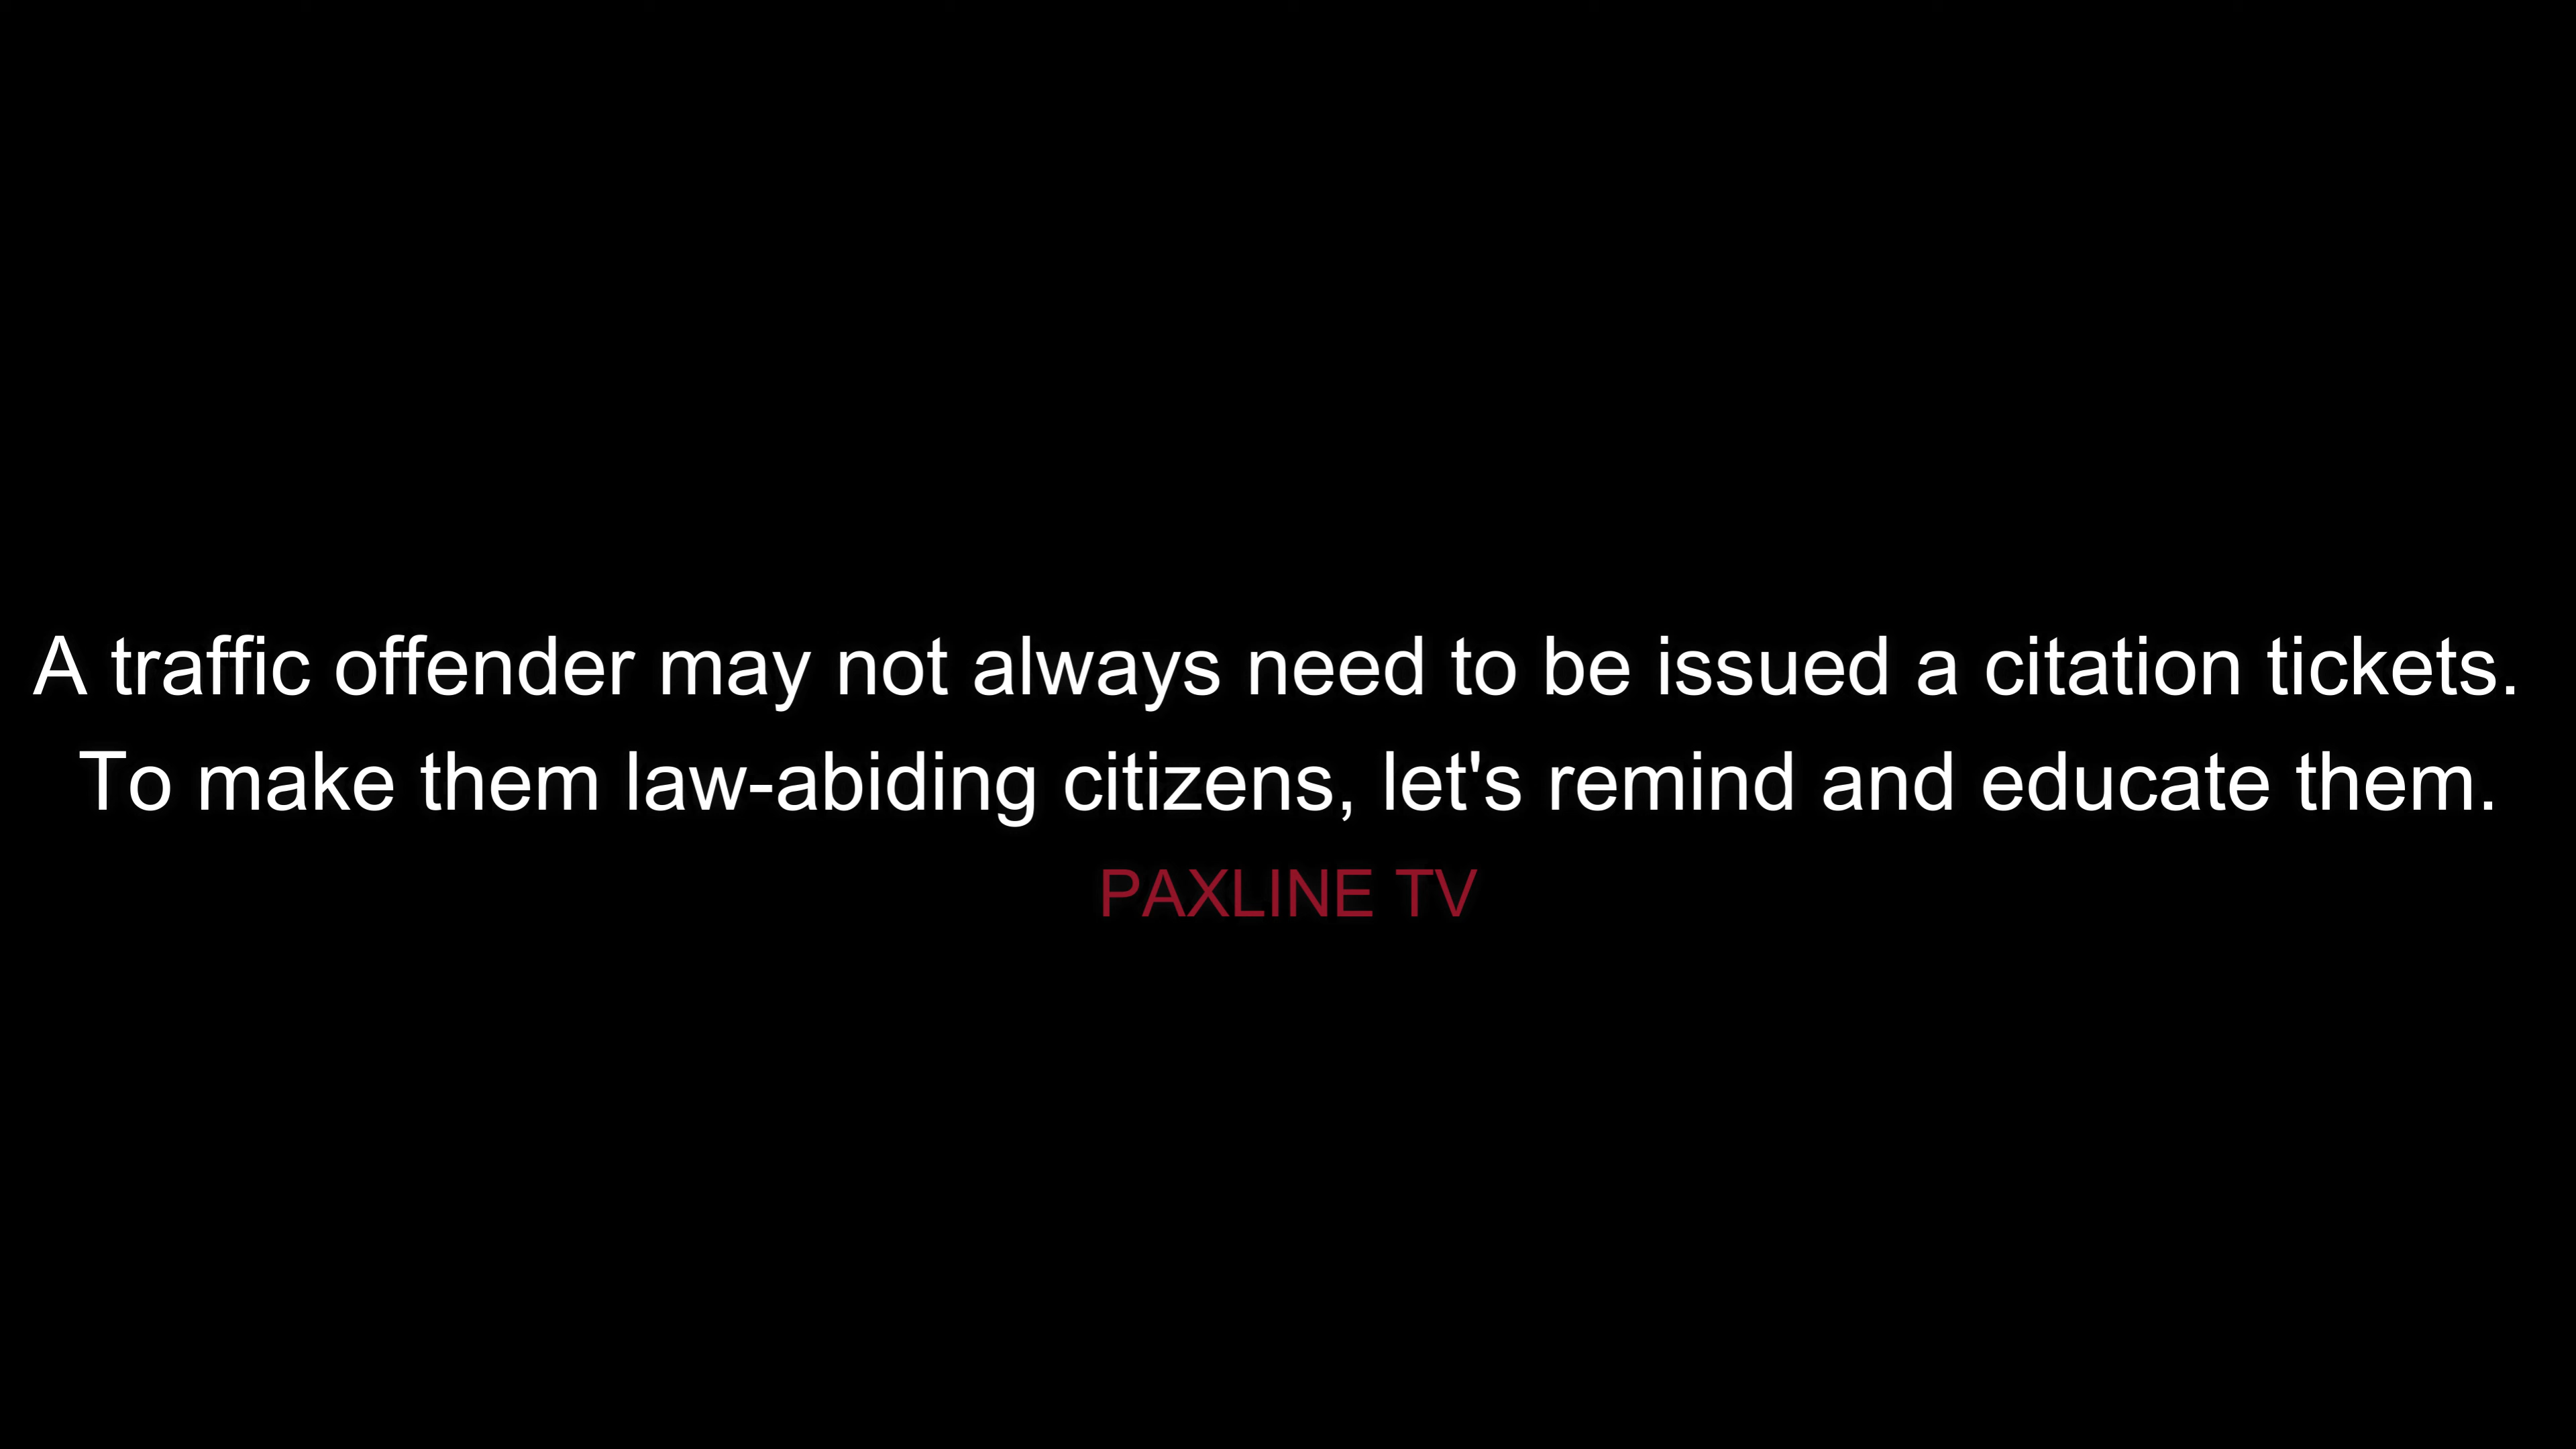 A traffic offender may not always need to be issued a citation tickets.
To make them law-abiding citizens, let's remind and educate them.
PAXLINE TV